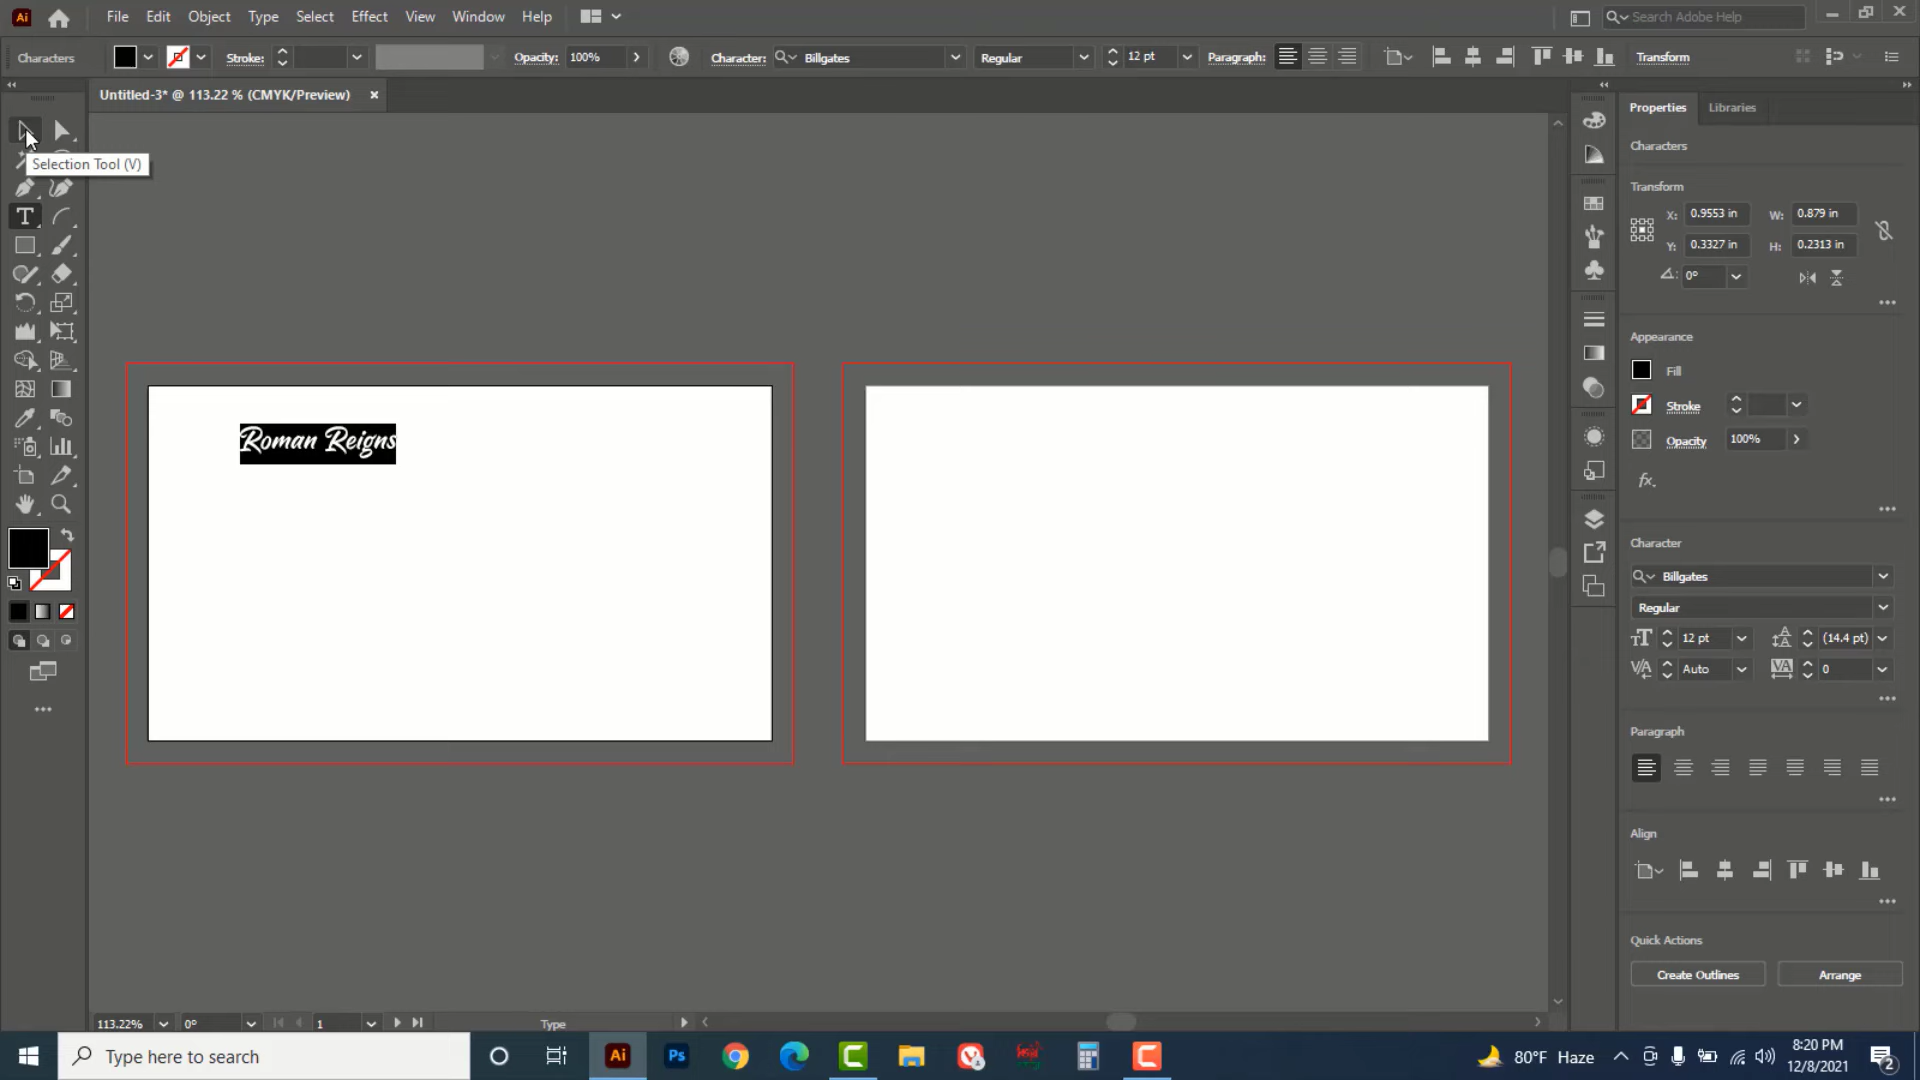 Ai File Edit Object Type Select Effect View Window Help Search Adobe Help
Characters Stroke: Opacity: 100% Character: Billgates Regular 12 pt Paragraph: Transform
Untitled-3* @ 113.22 % (CMYK/Preview) ×
Properties Libraries
Characters
Selection Tool (V)
Transform
X: 0.9553 in W: 0.879 in
Y: 0.3327 in H: 0.2313 in
0°
Appearance
Fill
Stroke
Opacity 100%
fx.
Roman Reigns
Character
Billgates
Regular
12 pt (14.4 pt)
Auto 0
Paragraph
Align
Quick Actions
Create Outlines Arrange
113.22% 0° 1 Type
Type here to search Ai Ps 80°F Haze 8:20 PM
12/8/2021 2